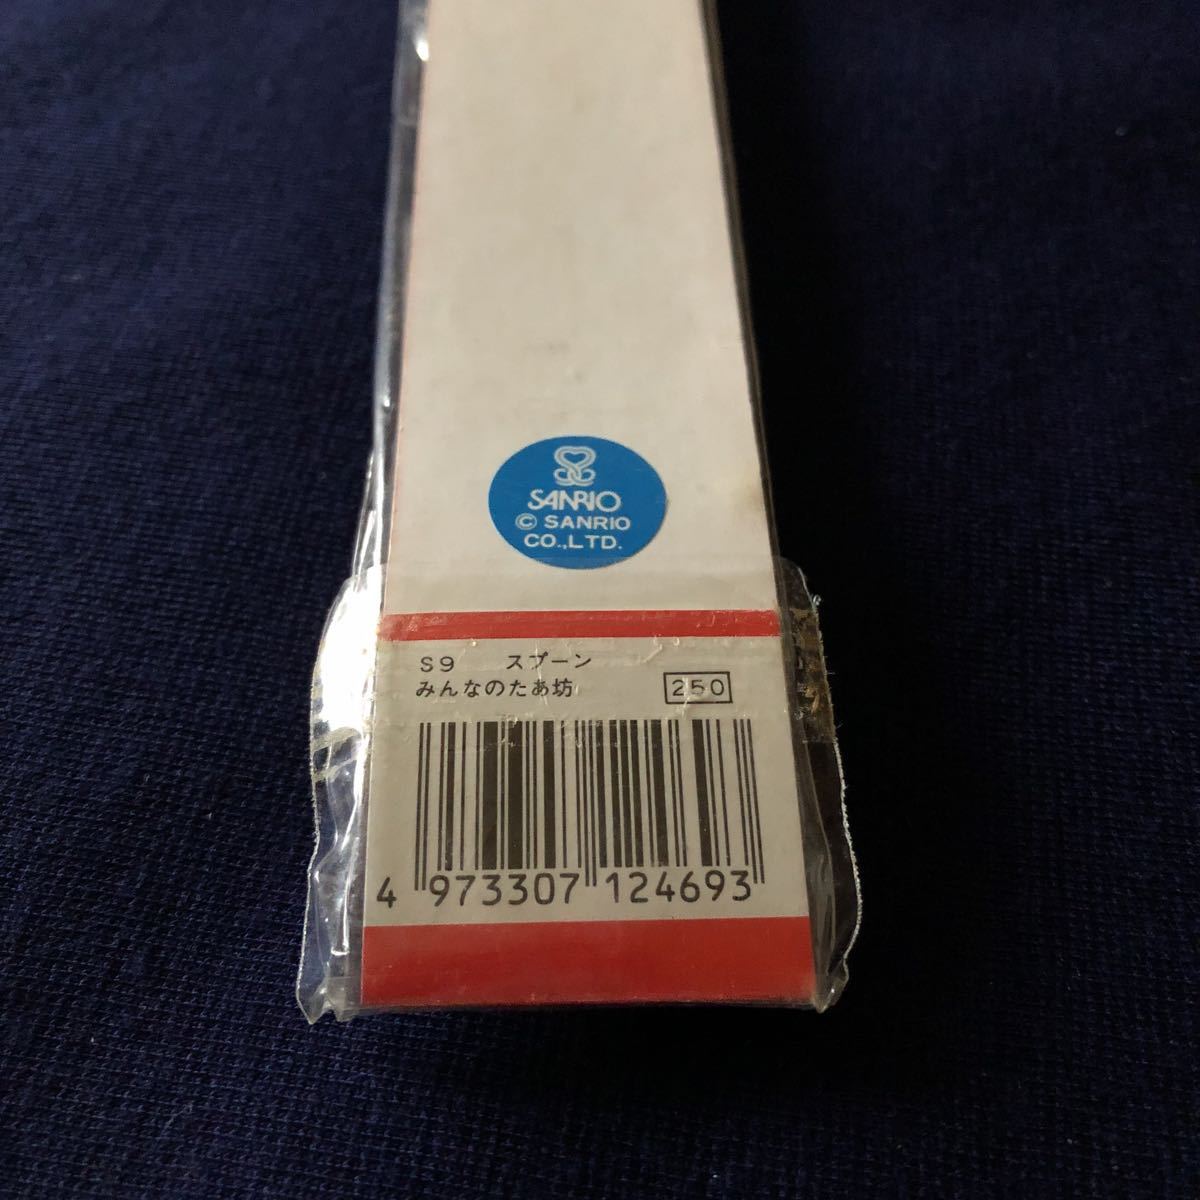 SANRIO
© SANRIO
CO.,LTD.
S9 スプーン
みんなのたあ坊 250
4 973307 124693